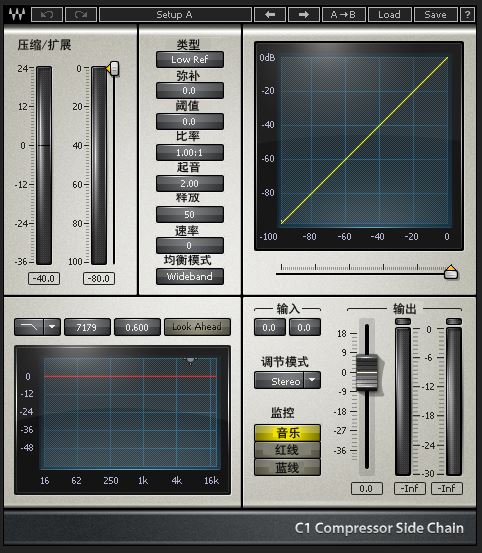 Setup A A→B Load Save ?
压缩/扩展
24
12
0
-12
-24
-36
-40.0
0
20
40
60
80
100
-80.0
类型
Low Ref
弥补
0.0
阈值
0.0
比率
1.00:1
起音
2.00
释放
50
速率
0
均衡模式
Wideband
0dB
-20
-40
-60
-80
-100 -80 -60 -40 -20 0
7179 0.600 Look Ahead
0
-12
-24
-36
-48
16 62 250 1k 4k 16k
输入
0.0 0.0
调节模式
Stereo
监控
音乐
红线
蓝线
输出
18
9
0
-9
-18
-27
-36
0.0
0
-5
-10
-15
-20
-24
-30
-Inf -Inf
C1 Compressor Side Chain